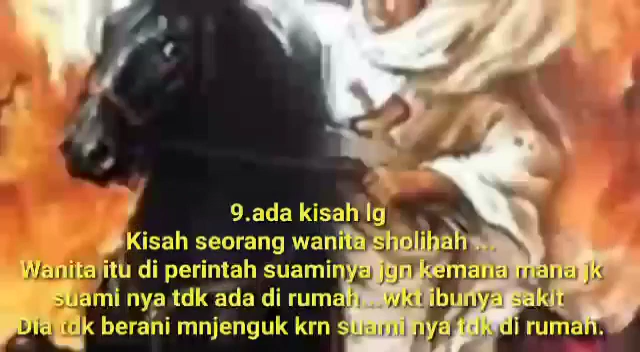 9.ada kisah lg
Kisah seorang wanita sholihah ...
Wanita itu di perintah suaminya jgn kemana mana jk
suami nya tdk ada di rumah...wkt ibunya sakit
Dia tdk berani mnjenguk krn suami nya tdk di rumah.